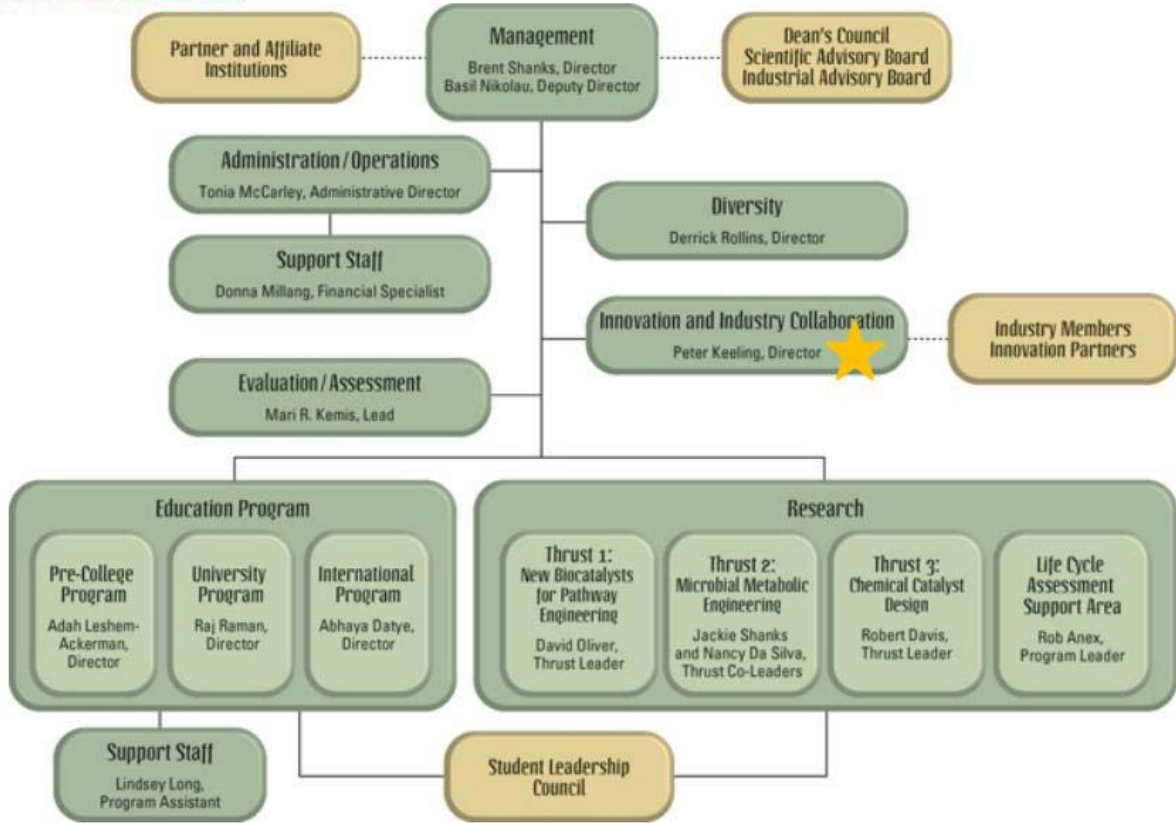 Partner and Affiliate
Institutions
Management
Brent Shanks, Director
Basil Nikolau, Deputy Director
Dean's Council
Scientific Advisory Board
Industrial Advisory Board
Administration/Operations
Tonia McCarley, Administrative Director
Diversity
Derrick Rollins, Director
Support Staff
Donna Millang, Financial Specialist
Innovation and Industry Collaboration
Peter Keeling, Director
Industry Members
Innovation Partners
Evaluation/Assessment
Mari R. Kemis, Lead
Education Program
Pre-College
Program
Adah Leshem-
Ackerman,
Director
University
Program
Raj Raman,
Director
International
Program
Abhaya Datye,
Director
Research
Thrust 1:
New Biocatalysts
for Pathway
Engineering
David Oliver,
Thrust Leader
Thrust 2:
Microbial Metabolic
Engineering
Jackie Shanks
and Nancy Da Silva,
Thrust Co-Leaders
Thrust 3:
Chemical Catalyst
Design
Robert Davis,
Thrust Leader
Life Cycle
Assessment
Support Area
Rob Anex,
Program Leader
Support Staff
Lindsey Long,
Program Assistant
Student Leadership
Council